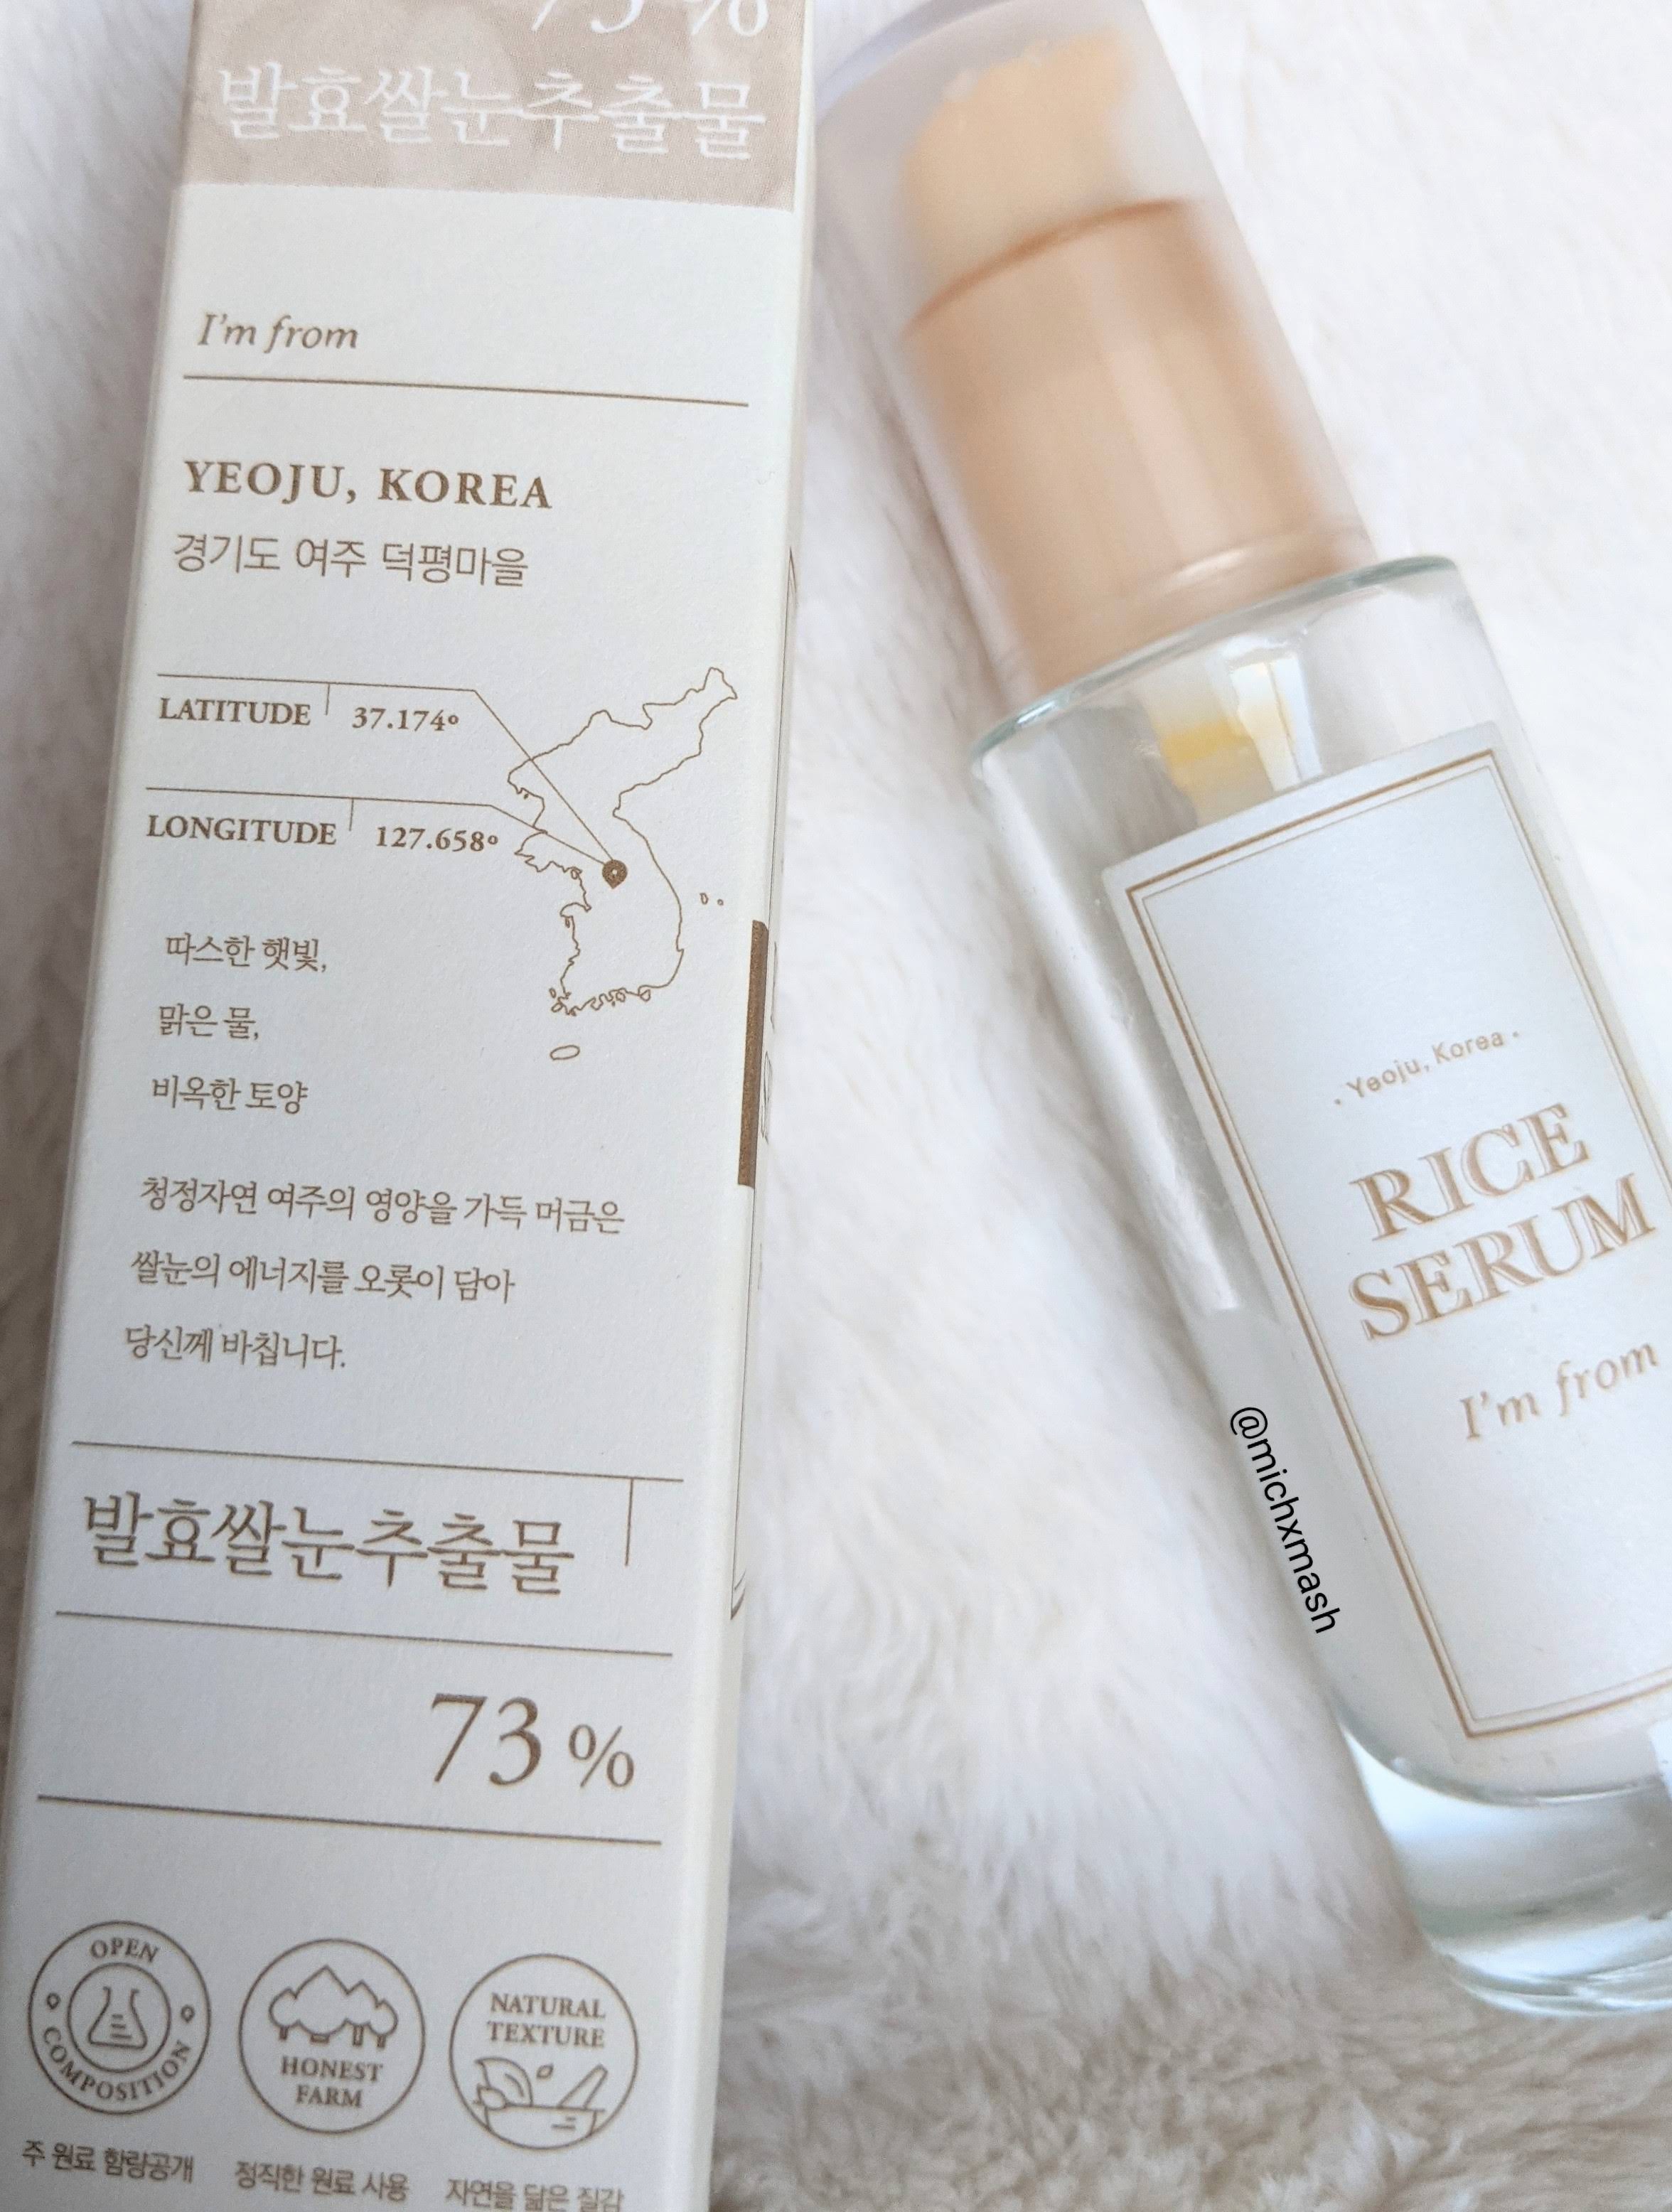 73%
발효쌀눈추출물
I'm from
YEOJU, KOREA
경기도 여주 덕평마을
LATITUDE 37.174º
LONGITUDE 127.658º
따스한 햇빛,
맑은 물,
비옥한 토양
청정자연 여주의 영양을 가득 머금은
쌀눈의 에너지를 오롯이 담아
당신께 바칩니다.
발효쌀눈추출물
73 %
OPEN COMPOSITION
HONEST
FARM
NATURAL
TEXTURE
주 원료 함량공개
정직한 원료 사용
자연을 닮은 질감
· Yeoju, Korea ·
RICE
SERUM
I'm from
@michxmash